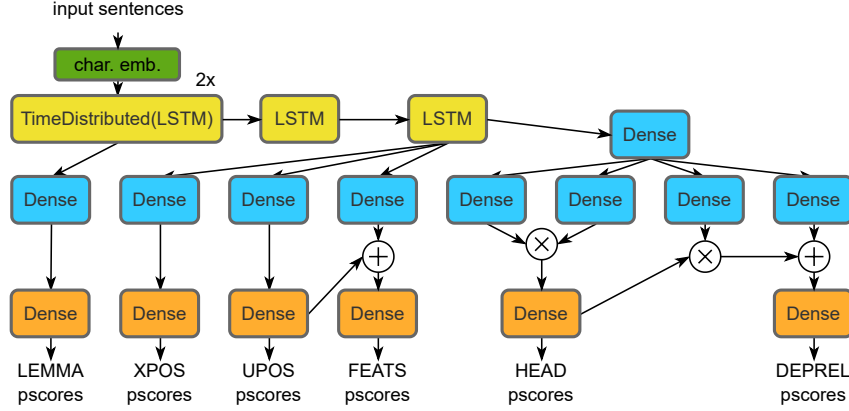 input sentences
char. emb.
2x
TimeDistributed(LSTM)
LSTM
LSTM
Dense
Dense
Dense
Dense
Dense
Dense
Dense
Dense
Dense
×
+
×
+
Dense
Dense
Dense
Dense
Dense
Dense
LEMMA
pscores
XPOS
pscores
UPOS
pscores
FEATS
pscores
HEAD
pscores
DEPREL
pscores